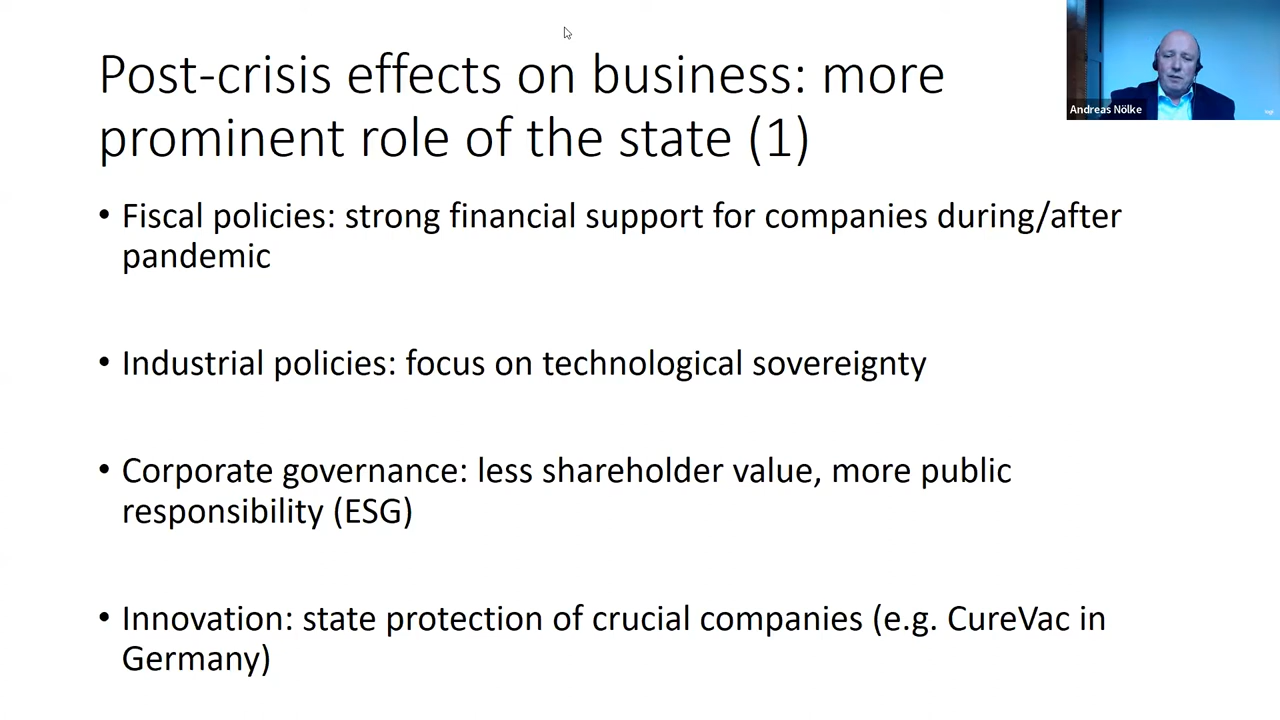 Post-crisis effects on business: more
prominent role of the state (1)
• Fiscal policies: strong financial support for companies during/after
pandemic
• Industrial policies: focus on technological sovereignty
• Corporate governance: less shareholder value, more public
responsibility (ESG)
• Innovation: state protection of crucial companies (e.g. CureVac in
Germany)
Andreas Nölke